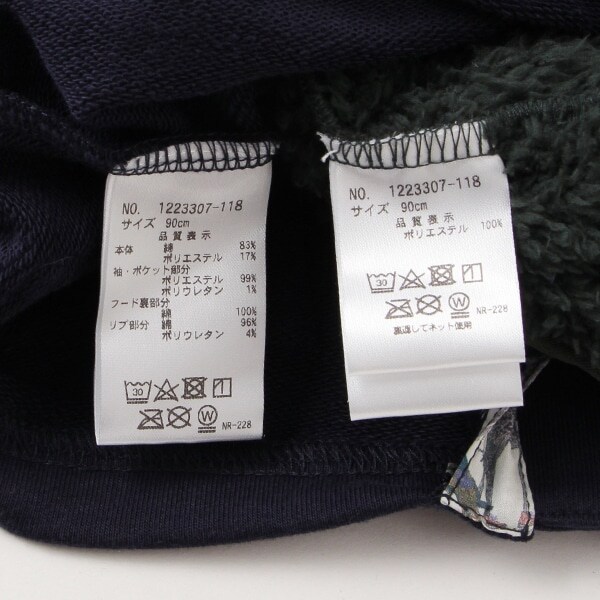 NO. 1223307-118
サイズ 90cm
品質表示
本体 綿 83%
ポリエステル 17%
袖・ポケット部分
ポリエステル 99%
ポリウレタン 1%
フード裏部分
綿 100%
リブ部分 綿 96%
ポリウレタン 4%
30
W
NR-228
NO. 1223307-118
サイズ 90cm
品質表示
ポリエステル 100%
30
W
NR-228
裏返してネット使用